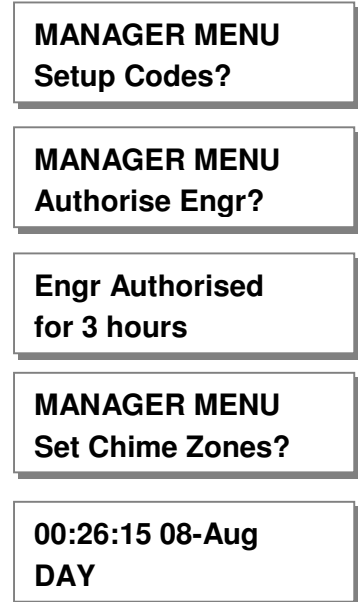 MANAGER MENU
Setup Codes?
MANAGER MENU
Authorise Engr?
Engr Authorised
for 3 hours
MANAGER MENU
Set Chime Zones?
00:26:15 08-Aug
DAY